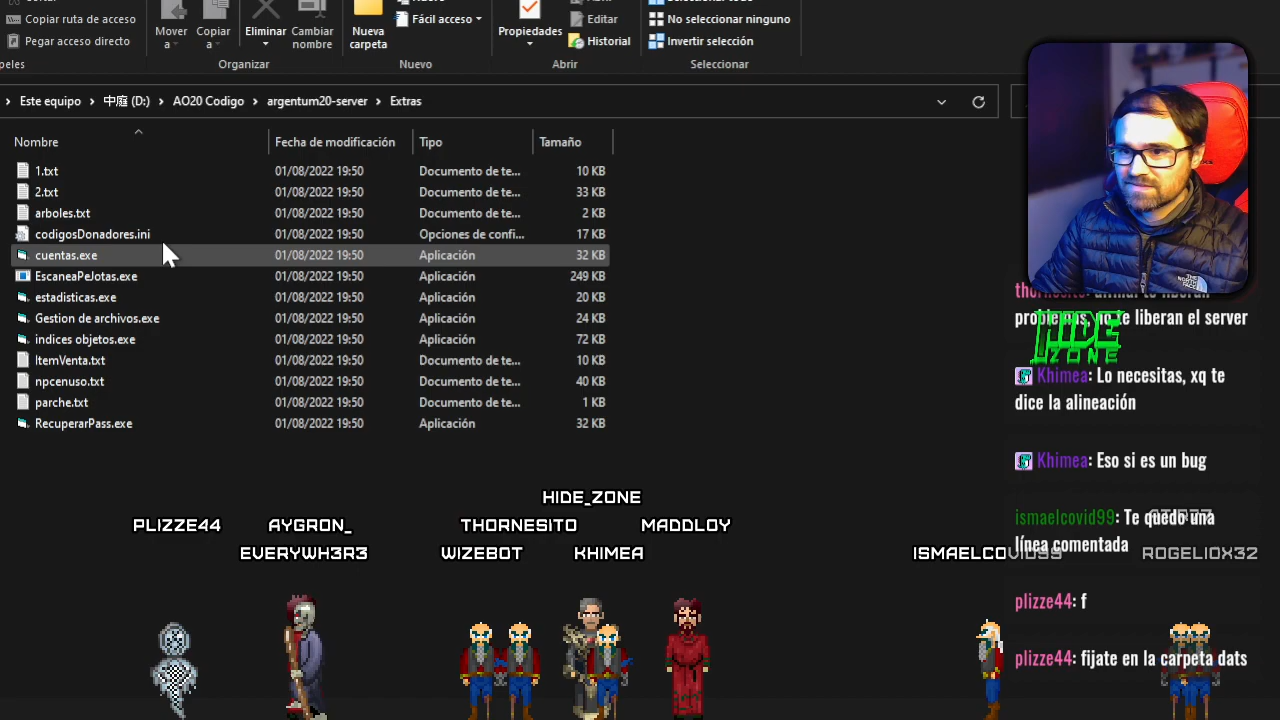 Copiar ruta de acceso
Pegar acceso directo
peles
Mover a
Copiar a
Eliminar
Cambiar nombre
Organizar
Nueva carpeta
Fácil acceso
Nuevo
Propiedades
Editar
Historial
Abrir
No seleccionar ninguno
Invertir selección
Seleccionar
Este equipo > 中庭 (D:) > AO20 Codigo > argentum20-server > Extras
Nombre Fecha de modificación Tipo Tamaño
1.txt 01/08/2022 19:50 Documento de te... 10 KB
2.txt 01/08/2022 19:50 Documento de te... 33 KB
arboles.txt 01/08/2022 19:50 Documento de te... 2 KB
codigosDonadores.ini 01/08/2022 19:50 Opciones de confi... 17 KB
cuentas.exe 01/08/2022 19:50 Aplicación 32 KB
EscaneaPeJotas.exe 01/08/2022 19:50 Aplicación 249 KB
estadisticas.exe 01/08/2022 19:50 Aplicación 20 KB
Gestion de archivos.exe 01/08/2022 19:50 Aplicación 24 KB
indices objetos.exe 01/08/2022 19:50 Aplicación 72 KB
ItemVenta.txt 01/08/2022 19:50 Documento de te... 10 KB
npcenuso.txt 01/08/2022 19:50 Documento de te... 40 KB
parche.txt 01/08/2022 19:50 Documento de te... 1 KB
RecuperarPass.exe 01/08/2022 19:50 Aplicación 32 KB
problemas, no te liberan el server
HIDE
ZONE
Khimea: Lo necesitas, xq te
dice la alineación
Khimea: Eso si es un bug
ismaelcovid99: Te quedo una
línea comentada
plizze44: f
plizze44: fijate en la carpeta dats
HIDE_ZONE
PLIZZE44 AYGRON_ THORNESITO MADDLOY
EVERYWH3R3 WIZEBOT KHIMEA ISMAELCOVID99 ROGELIOX32